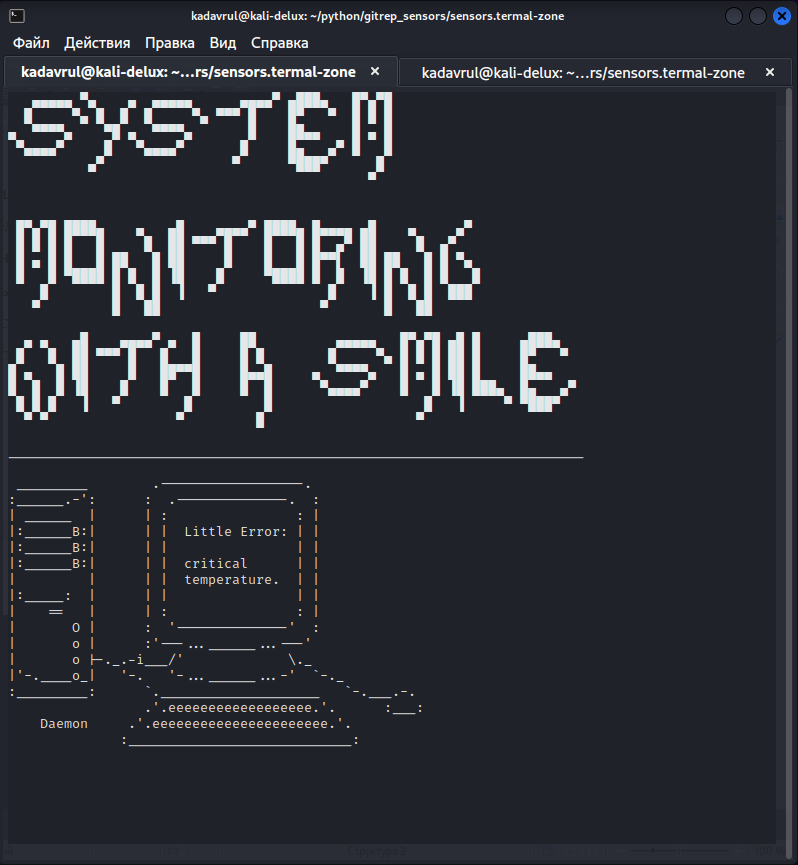 kadavrul@kali-delux: ~/python/gitrep_sensors/sensors.termal-zone
Файл Действия Правка Вид Справка
kadavrul@kali-delux: ~...rs/sensors.termal-zone × kadavrul@kali-delux: ~...rs/sensors.termal-zone ×
SYSTEM
MONITORING
WITH A SMILE
Little Error:
critical
temperature.
Daemon